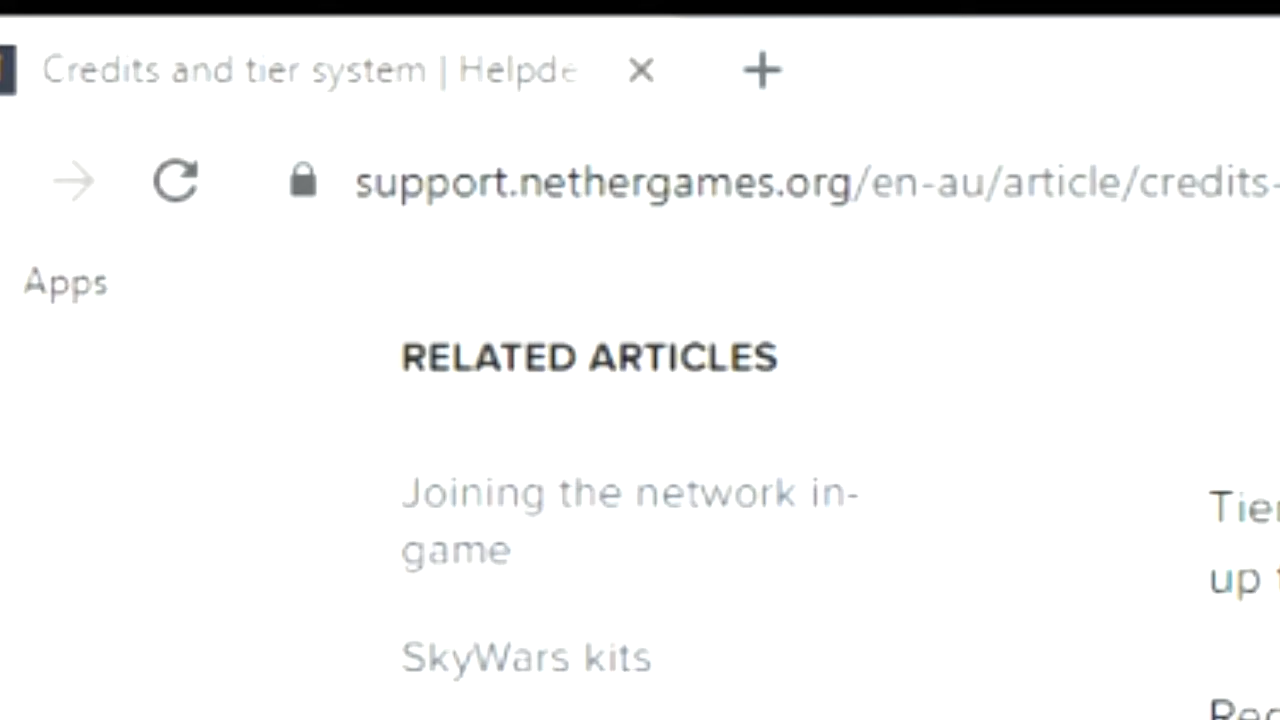 Credits and tier system | Helpde
support.nethergames.org/en-au/article/credits-
Apps
RELATED ARTICLES
Joining the network in-
game
SkyWars kits
up